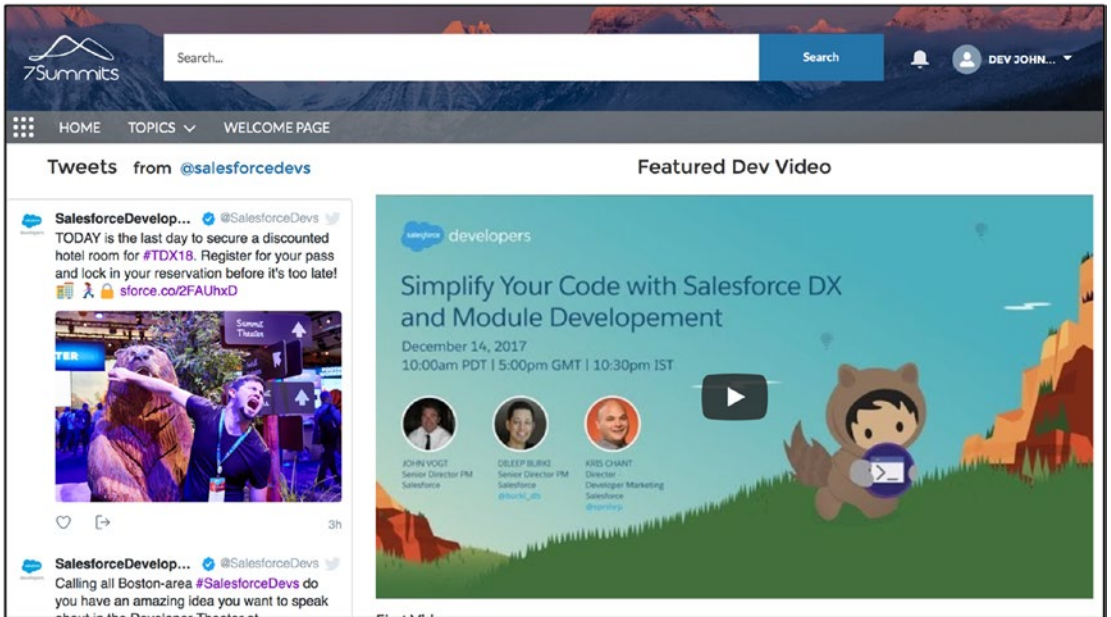 7Summits
Search...
Search
DEV JOHN...
HOME TOPICS WELCOME PAGE
Tweets from @salesforcedevs
SalesforceDevelop... @SalesforceDevs
TODAY is the last day to secure a discounted
hotel room for #TDX18. Register for your pass
and lock in your reservation before it's too late!
sforce.co/2FAUhxD
Summit
Theater
3h
SalesforceDevelop... @SalesforceDevs
Calling all Boston-area #SalesforceDevs do
you have an amazing idea you want to speak
Featured Dev Video
salesforce developers
Simplify Your Code with Salesforce DX
and Module Developement
December 14, 2017
10:00am PDT | 5:00pm GMT | 10:30pm IST
JOHN VOGT
Senior Director PM
Salesforce
DILEEP BURKI
Senior Director PM
Salesforce
@burki_db
KRIS CHANT
Director –
Developer Marketing
Salesforce